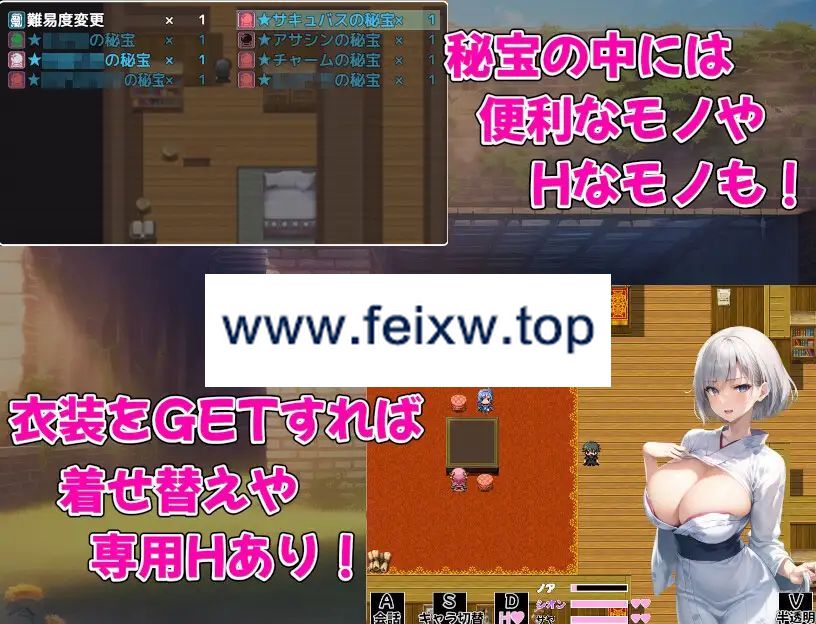 難易度変更 × 1
★サキュバスの秘宝× 1
★の秘宝 × 1
★アサシンの秘宝 × 1
★の秘宝 × 1
★チャームの秘宝 × 1
★の秘宝× 1
★の秘宝 × 1
秘宝の中には
便利なモノや
Hなモノも！
www.feixw.top
衣装をGETすれば
着せ替えや
専用Hあり！
ノア
シオン
サヤ
A
会話
S
キャラ切替
D
H
V
半透明